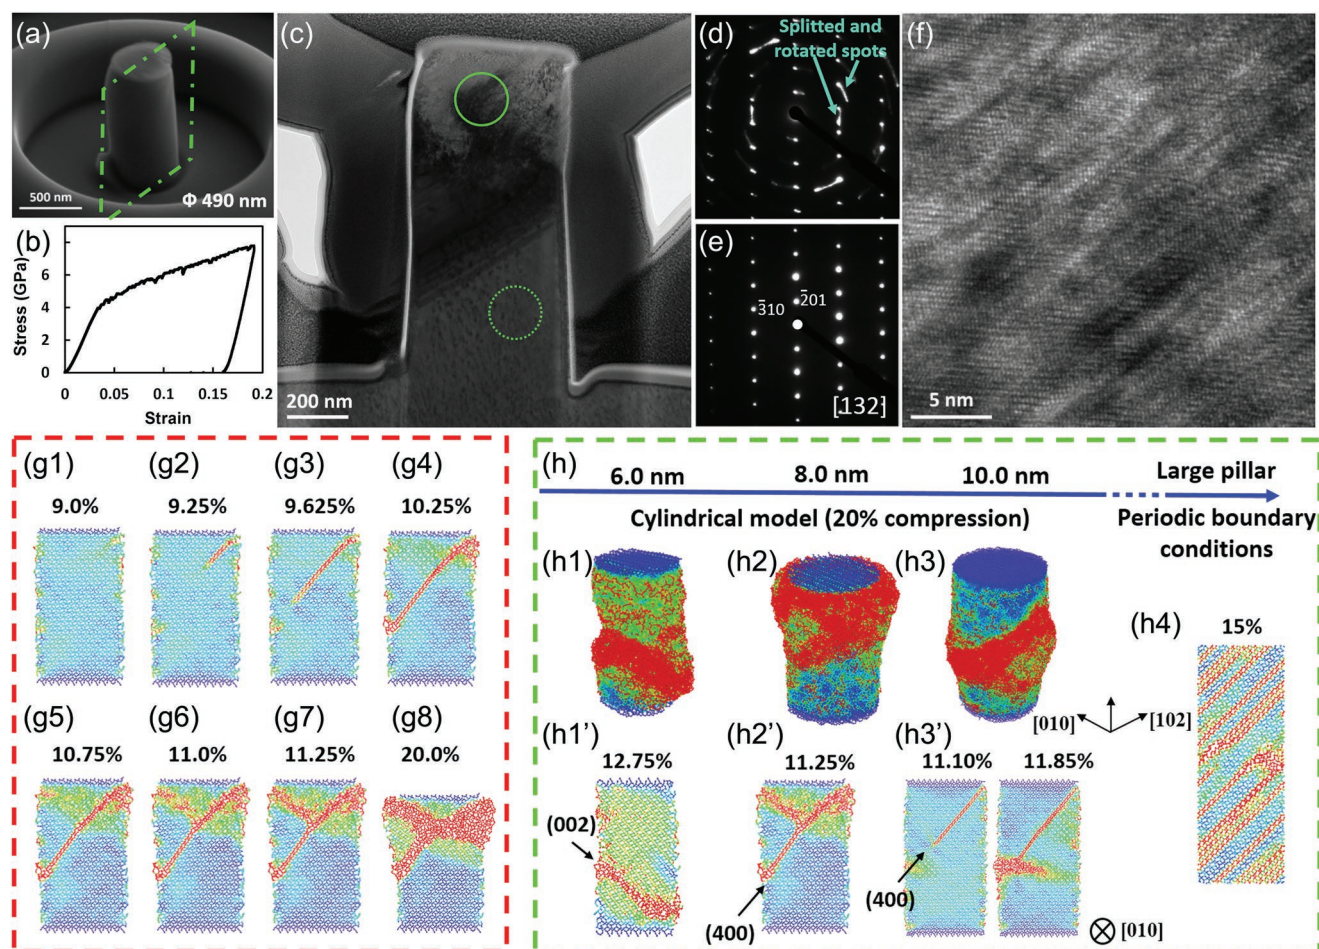 (a)
500 nm
Φ 490 nm
(b)
Stress (GPa)
8
6
4
2
0
0
0.05
0.1
0.15
0.2
Strain
(c)
200 nm
(d)
Splitted and
rotated spots
(e)
3̄10
2̄01
[132]
(f)
5 nm
(g1)
(g2)
(g3)
(g4)
9.0%
9.25%
9.625%
10.25%
(g5)
(g6)
(g7)
(g8)
10.75%
11.0%
11.25%
20.0%
(h)
6.0 nm
8.0 nm
10.0 nm
Large pillar
Cylindrical model (20% compression)
Periodic boundary
conditions
(h1)
(h2)
(h3)
(h4)
15%
[010]
[102]
(h1')
(h2')
(h3')
12.75%
11.25%
11.10%
11.85%
(002)
(400)
(400)
[010]